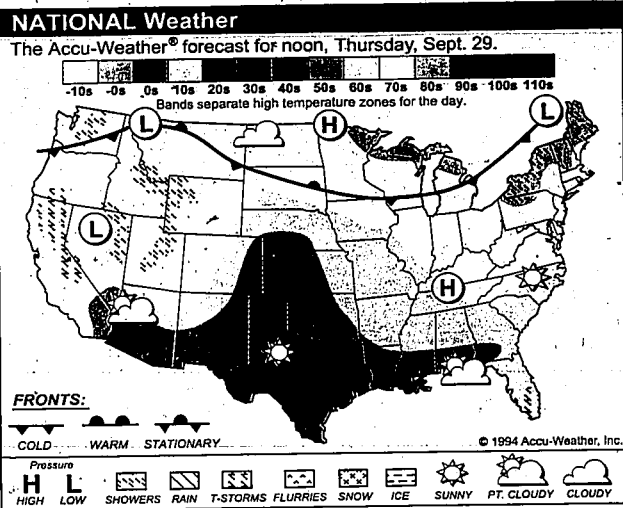 NATIONAL Weather
The Accu-Weather® forecast for noon, Thursday, Sept. 29.
-10s -0s 0s 10s 20s 30s 40s 50s 60s 70s 80s 90s 100s 110s
Bands separate high temperature zones for the day.
L
H
L
L
H
FRONTS:
COLD WARM STATIONARY
© 1994 Accu-Weather, Inc.
Pressure
H L
HIGH LOW SHOWERS RAIN T-STORMS FLURRIES SNOW ICE SUNNY PT. CLOUDY CLOUDY